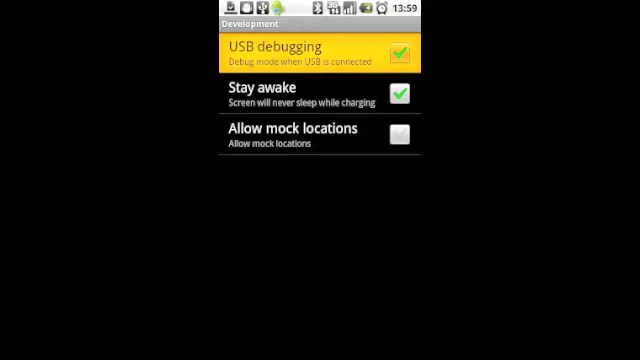 13:59
Development
USB debugging
Debug mode when USB is connected
Stay awake
Screen will never sleep while charging
Allow mock locations
Allow mock locations